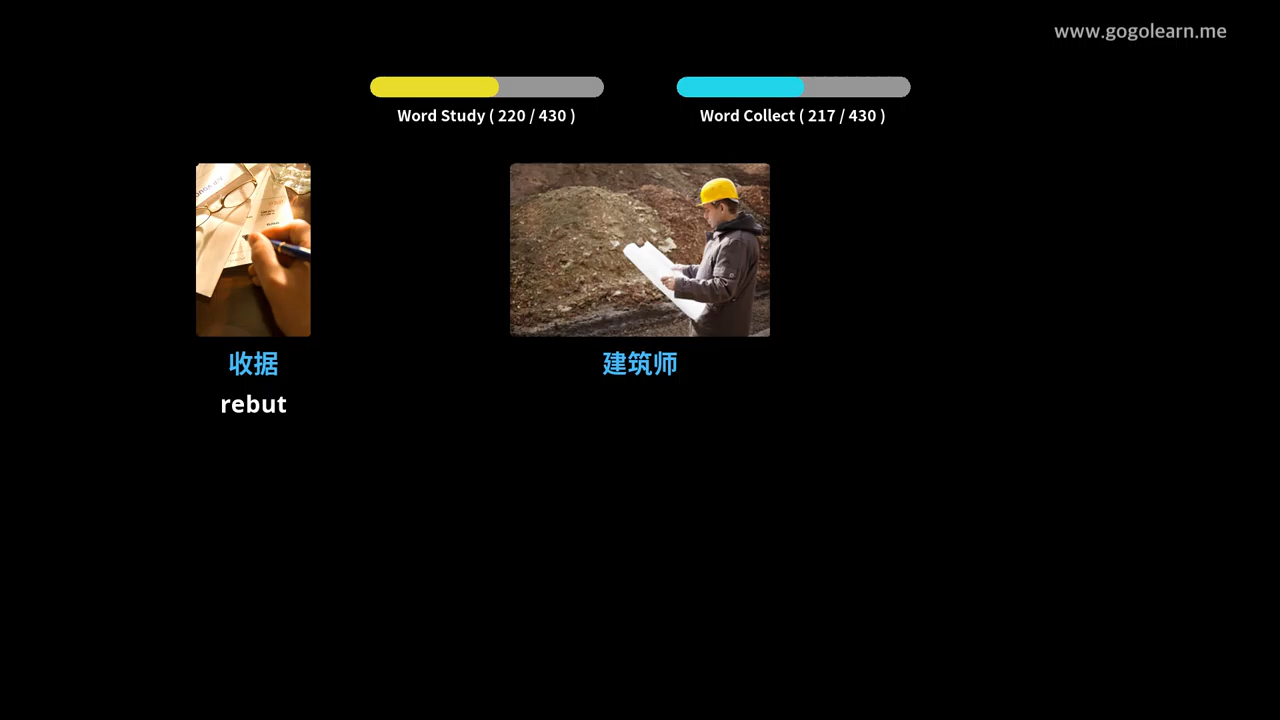 www.gogolearn.me
Word Study ( 220 / 430 )
Word Collect ( 217 / 430 )
收据
建筑师
rebut